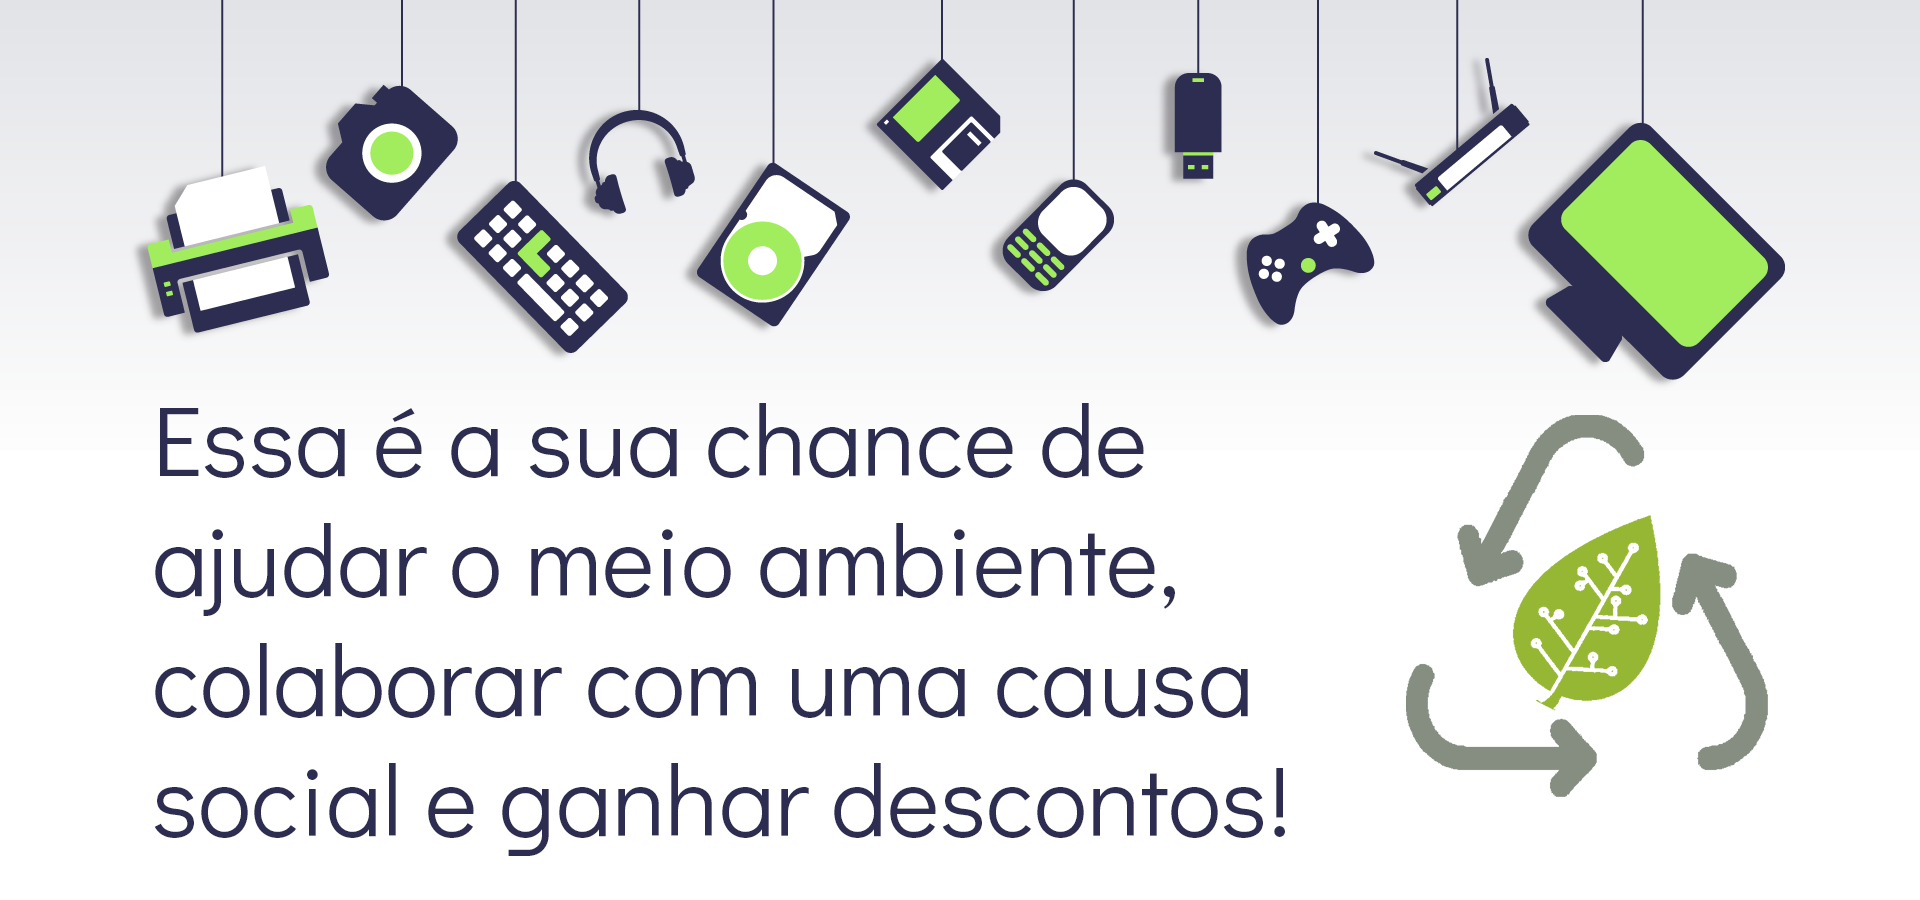 Essa é a sua chance de
ajudar o meio ambiente,
colaborar com uma causa
social e ganhar descontos!